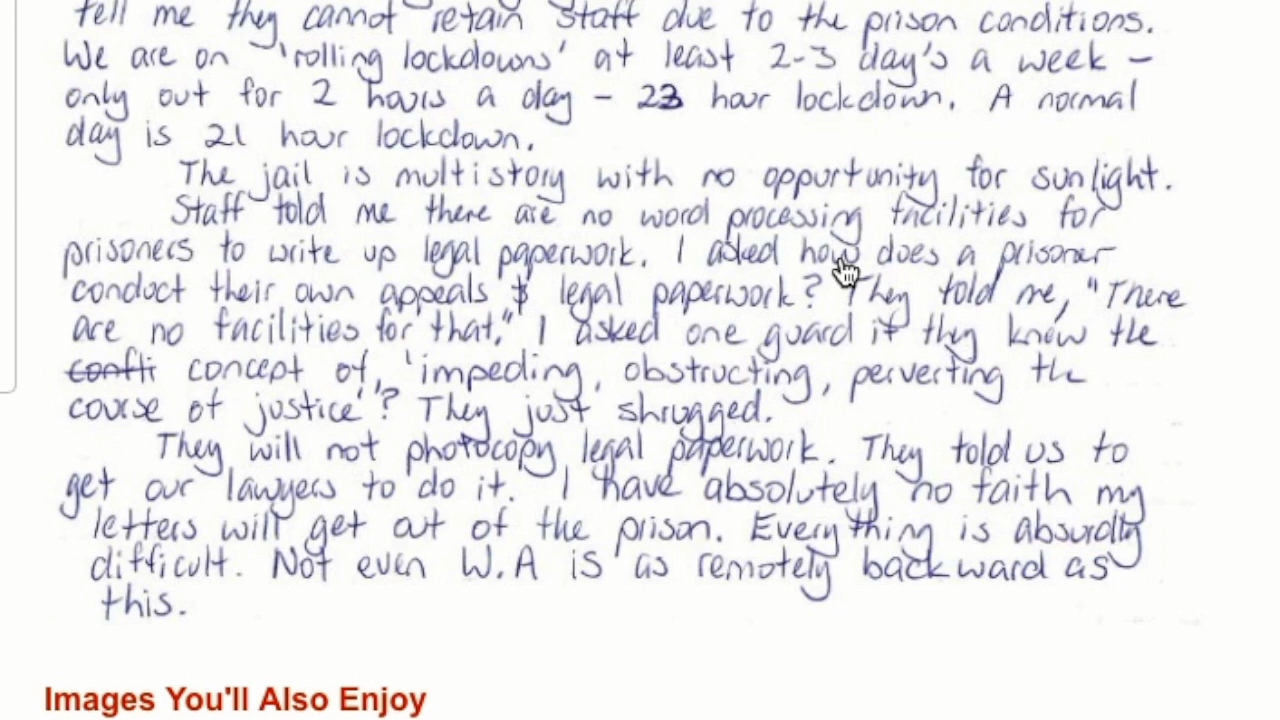 tell me they cannot retain staff due to the prison conditions.
We are on 'rolling lockdowns' at least 2-3 day's a week –
only out for 2 hours a day – 23 hour lockdown. A normal
day is 21 hour lockdown.
The jail is multistory with no oppurtunity for sunlight.
Staff told me there are no word processing facilities for
prisoners to write up legal paperwork. I asked how does a prisoner
conduct their own appeals & legal paperwork? They told me, "There
are no facilities for that." I asked one guard if they know the
confli concept of, 'impeding, obstructing, perverting the
course of justice'? They just shrugged.
They will not photocopy legal paperwork. They told us to
get our lawyers to do it. I have absolutely no faith my
letters will get out of the prison. Everything is absurdly
difficult. Not even W.A is as remotely backward as
this.
Images You'll Also Enjoy